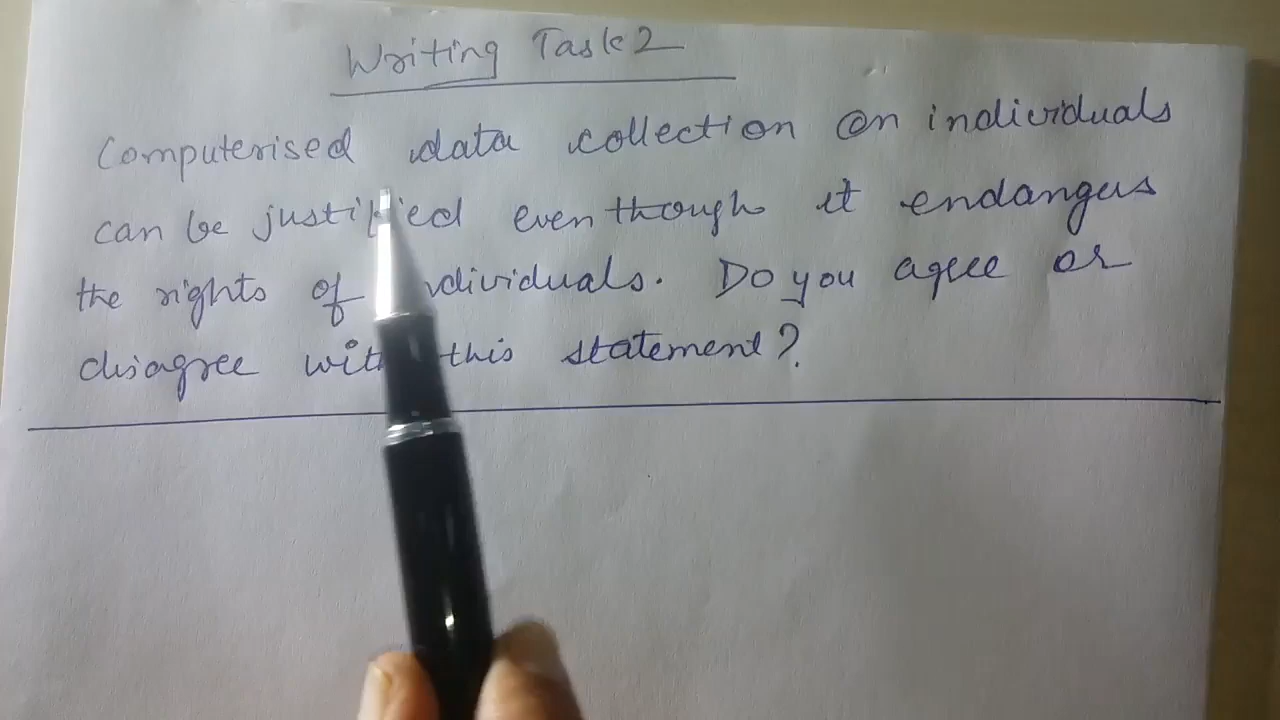 Writing Task 2
Computerised data collection on individuals
can be justified even though it endangers
the rights of individuals. Do you agree or
disagree with this statement?